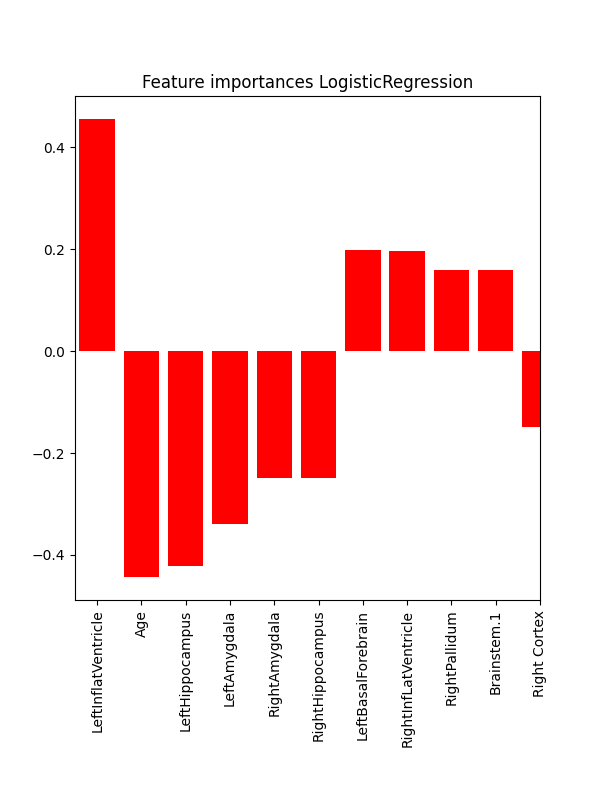 Feature importances LogisticRegression
0.4
0.2
0.0
−0.2
−0.4
LeftInflatVentricle
Age
LeftHippocampus
LeftAmygdala
RightAmygdala
RightHippocampus
LeftBasalForebrain
RightInfLatVentricle
RightPallidum
Brainstem.1
Right Cortex